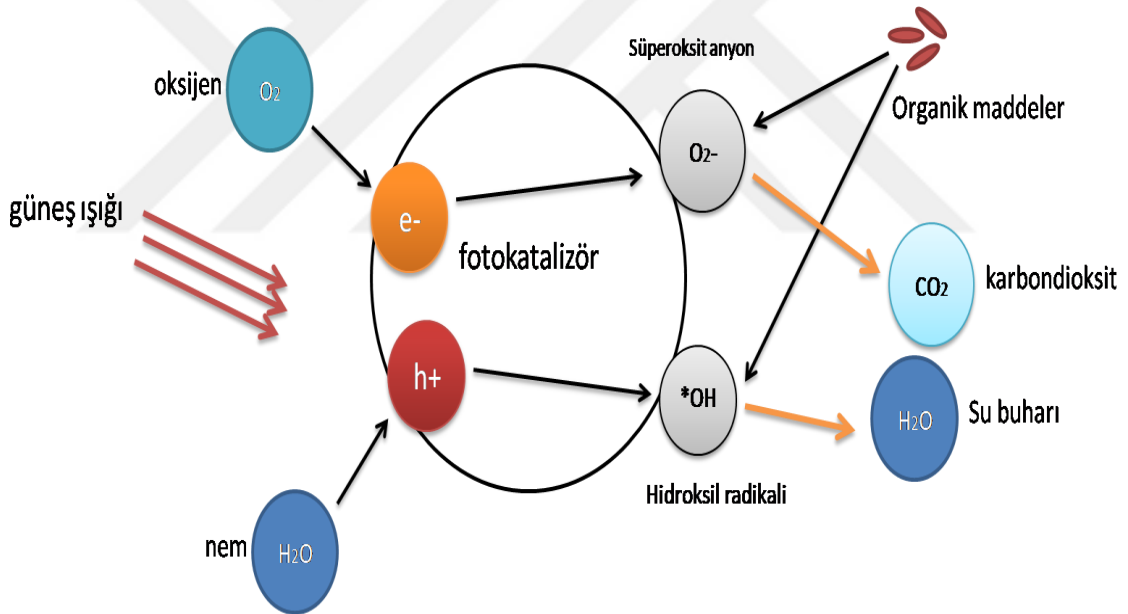 Süperoksit anyon
oksijen
O2
Organik maddeler
O2-
güneş ışığı
e-
fotokatalizör
CO2
karbondioksit
h+
*OH
H2O
Su buharı
Hidroksil radikali
nem
H2O